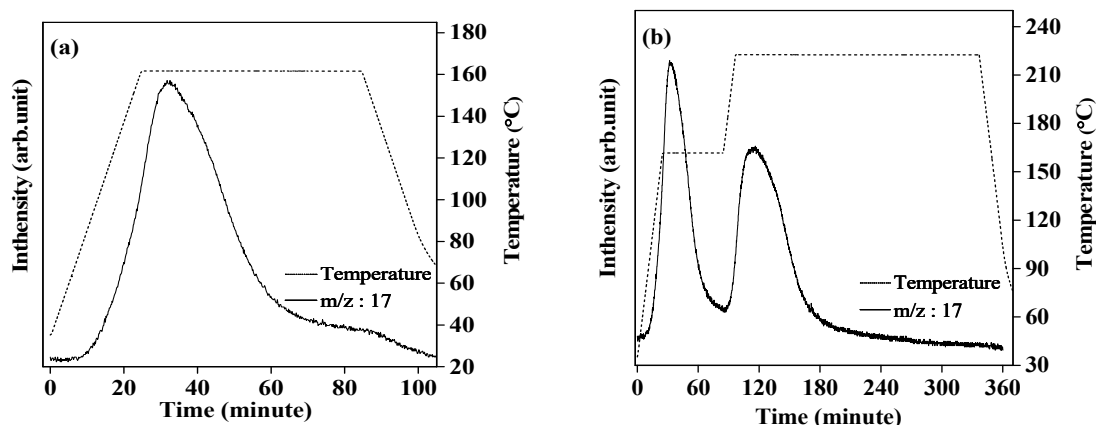 (a)
180
160
140
120
100
80
60
40
20
Inthensity (arb.unit)
Temperature (℃)
Temperature
m/z : 17
0 20 40 60 80 100
Time (minute)
(b)
240
210
180
150
120
90
60
30
Inthensity (arb.unit)
Temperature (℃)
Temperature
m/z : 17
0 60 120 180 240 300 360
Time (minute)